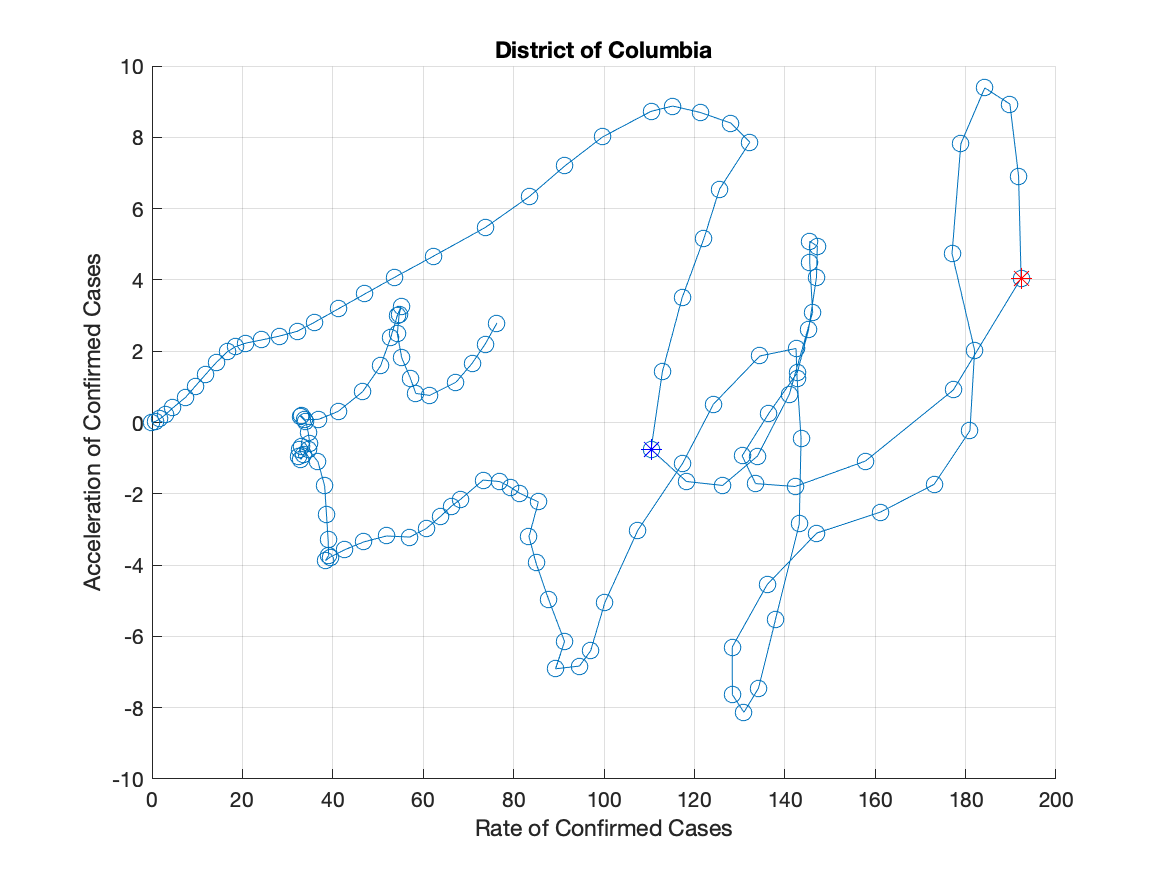 District of Columbia
10
8
6
4
2
0
-2
-4
-6
-8
-10
Acceleration of Confirmed Cases
0 20 40 60 80 100 120 140 160 180 200
Rate of Confirmed Cases